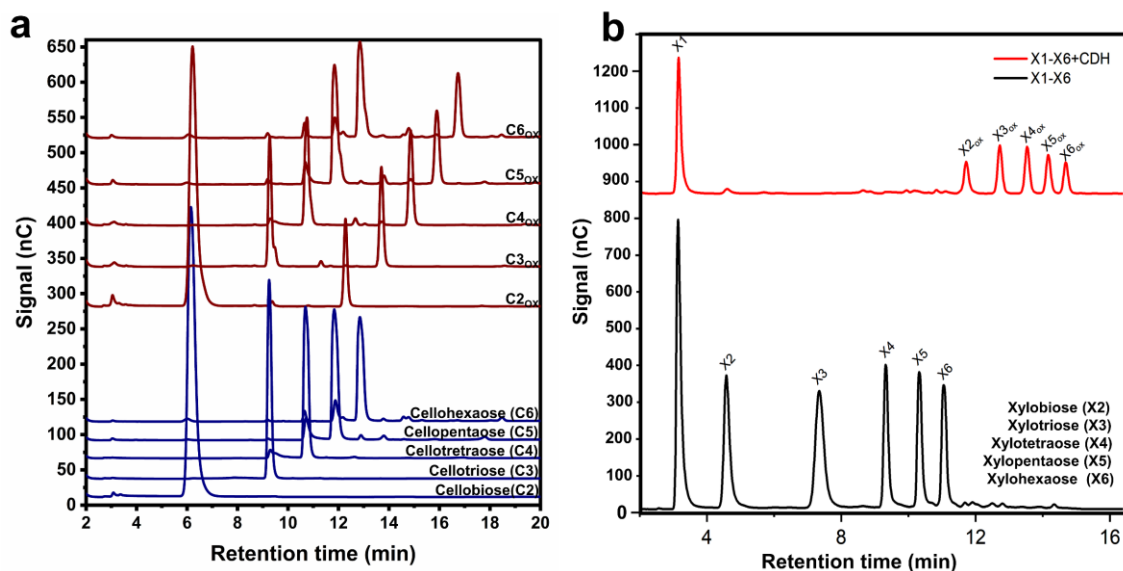 a
650
600
550
500
450
400
350
300
250
200
150
100
50
0
Signal (nC)
C6ox
C5ox
C4ox
C3ox
C2ox
Cellohexaose (C6)
Cellopentaose (C5)
Cellotretraose (C4)
Cellotriose (C3)
Cellobiose(C2)
2 4 6 8 10 12 14 16 18 20
Retention time (min)
b
1200
1100
1000
900
800
700
600
500
400
300
200
100
0
Signal (nC)
X1
X1-X6+CDH
X1-X6
X2ox
X3ox
X4ox
X5ox
X6ox
X2
X3
X4
X5
X6
Xylobiose (X2)
Xylotriose (X3)
Xylotetraose (X4)
Xylopentaose (X5)
Xylohexaose (X6)
4 8 12 16
Retention time (min)